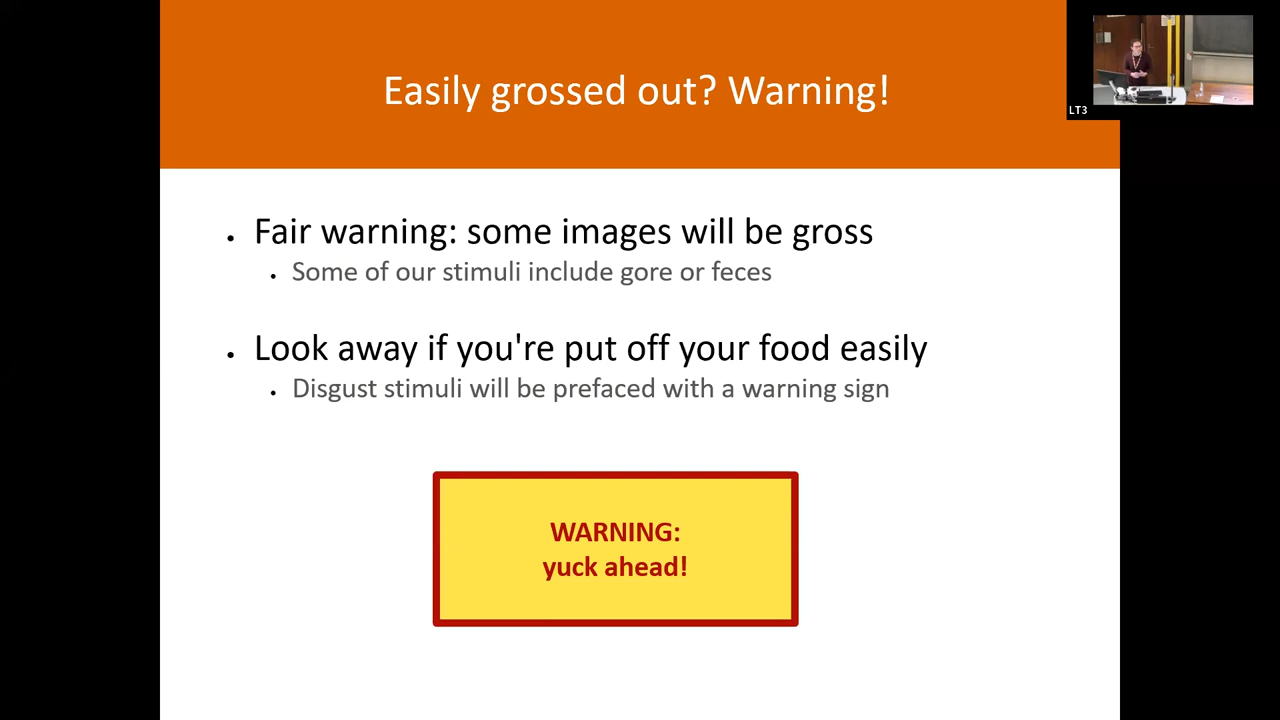 Easily grossed out? Warning!
LT3
Fair warning: some images will be gross
Some of our stimuli include gore or feces
Look away if you're put off your food easily
Disgust stimuli will be prefaced with a warning sign
WARNING:
yuck ahead!